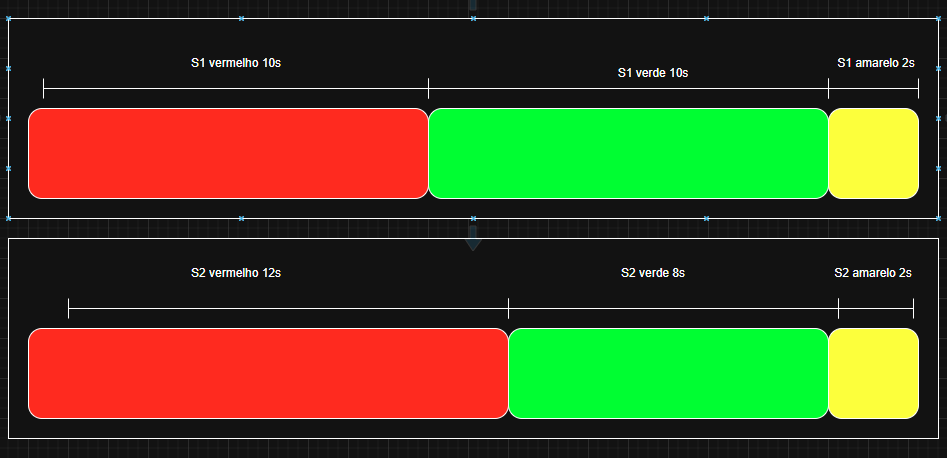 S1 vermelho 10s
S1 verde 10s
S1 amarelo 2s
S2 vermelho 12s
S2 verde 8s
S2 amarelo 2s